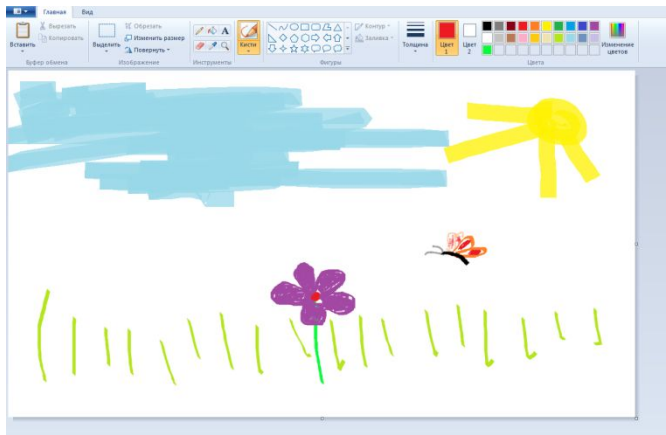 Главная Вид
Вставить
Вырезать
Копировать
Буфер обмена
Выделить
Обрезать
Изменить размер
Повернуть
Изображение
A
Инструменты
Кисти
Контур
Заливка
Фигуры
Толщина
Цвет
1
Цвет
2
Изменение
цветов
Цвета